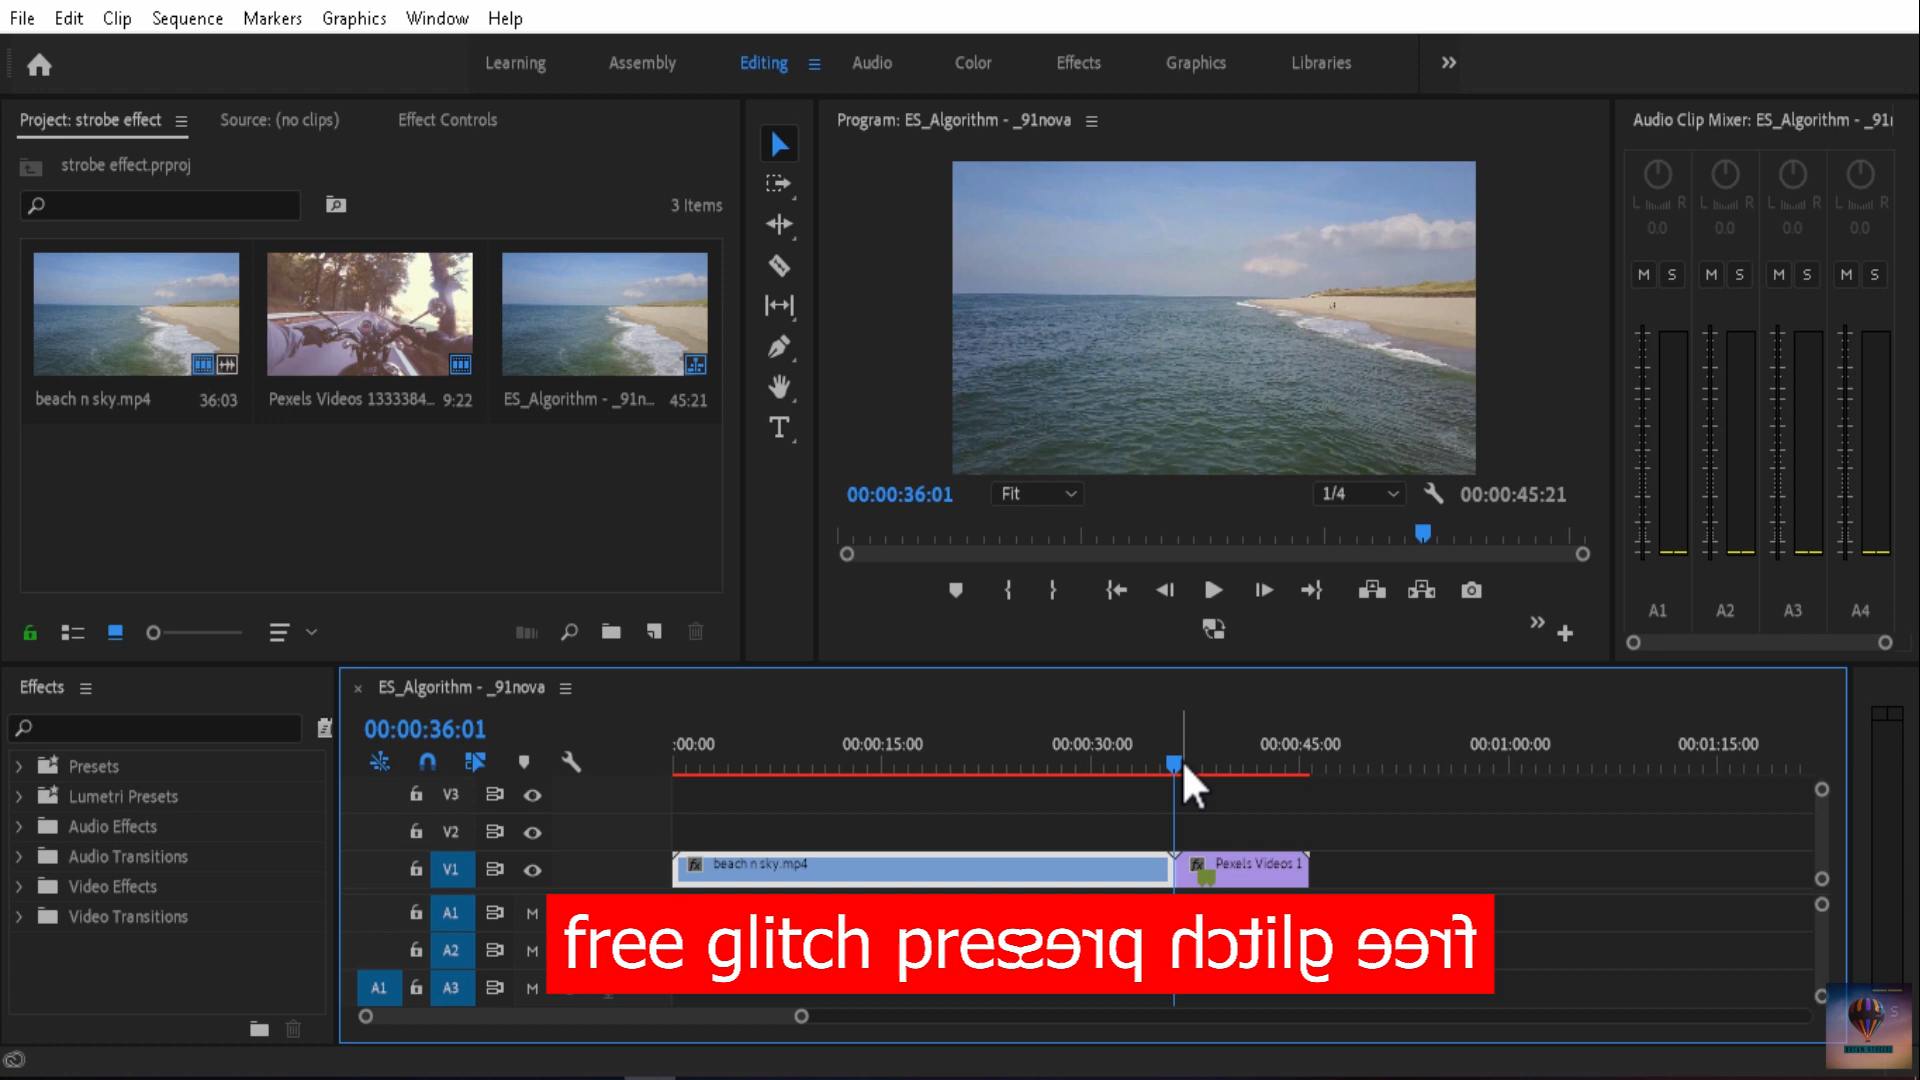 File Edit Clip Sequence Markers Graphics Window Help
Learning Assembly Editing Audio Color Effects Graphics Libraries
Project: strobe effect Source: (no clips) Effect Controls
strobe effect.prproj
3 Items
beach n sky.mp4 36:03
Pexels Videos 1333384... 9:22
ES_Algorithm - _91n... 45:21
Program: ES_Algorithm - _91nova
00:00:36:01 Fit 1/4 00:00:45:21
Audio Clip Mixer: ES_Algorithm - _91
L R L R L R L R
0.0 0.0 0.0 0.0
M S M S M S M S
A1 A2 A3 A4
Effects
Presets
Lumetri Presets
Audio Effects
Audio Transitions
Video Effects
Video Transitions
ES_Algorithm - _91nova
00:00:36:01
:00:00 00:00:15:00 00:00:30:00 00:00:45:00 00:01:00:00 00:01:15:00
V3
V2
V1 fx beach n sky.mp4 fx Pexels Videos 1
A1 M
A2 M
A1 A3 M
free glitch pres